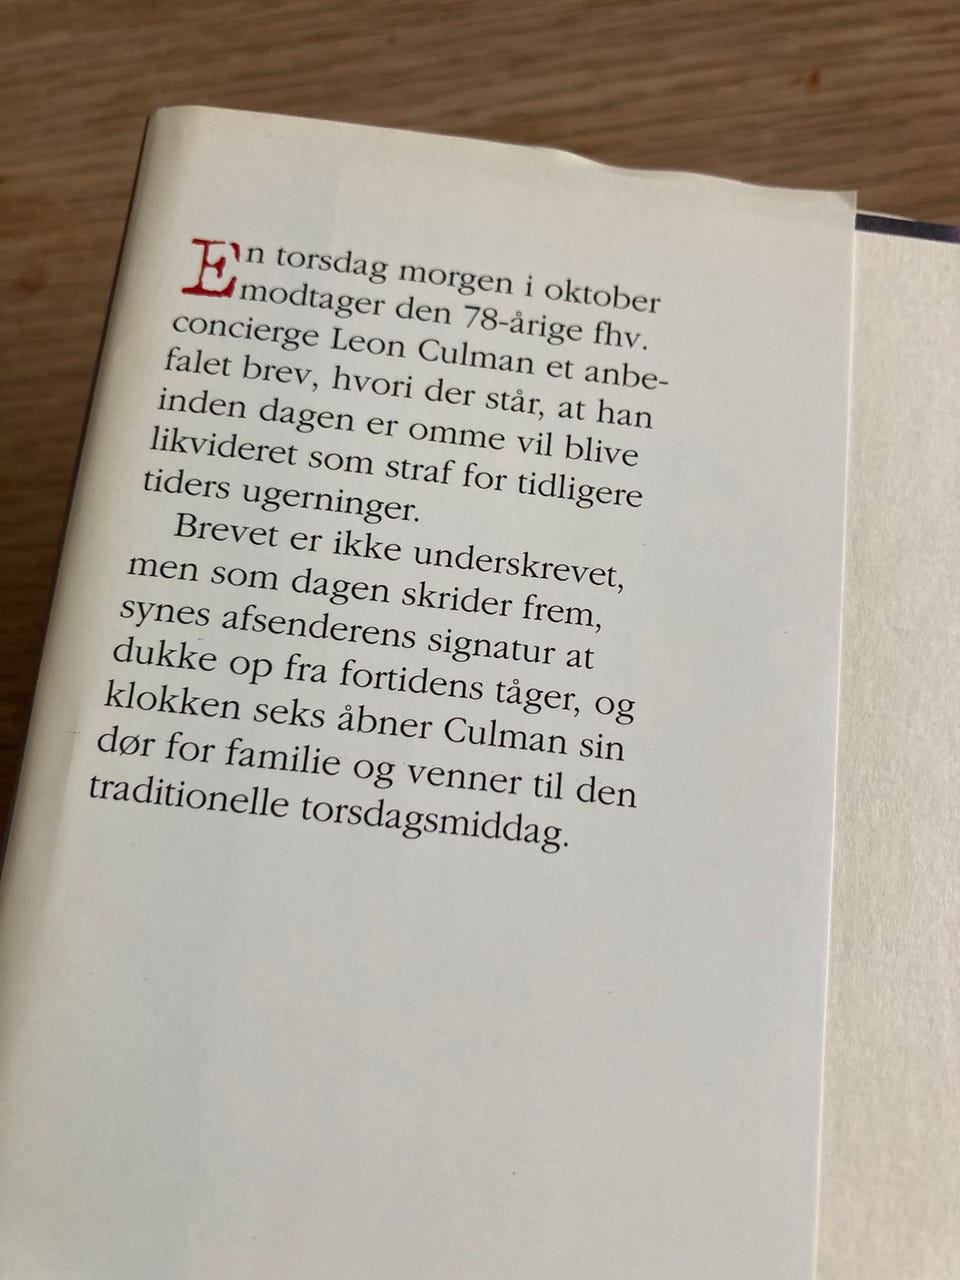 En torsdag morgen i oktober
modtager den 78-årige fhv.
concierge Leon Culman et anbe-
falet brev, hvori der står, at han
inden dagen er omme vil blive
likvideret som straf for tidligere
tiders ugerninger.
Brevet er ikke underskrevet,
men som dagen skrider frem,
synes afsenderens signatur at
dukke op fra fortidens tåger, og
klokken seks åbner Culman sin
dør for familie og venner til den
traditionelle torsdagsmiddag.